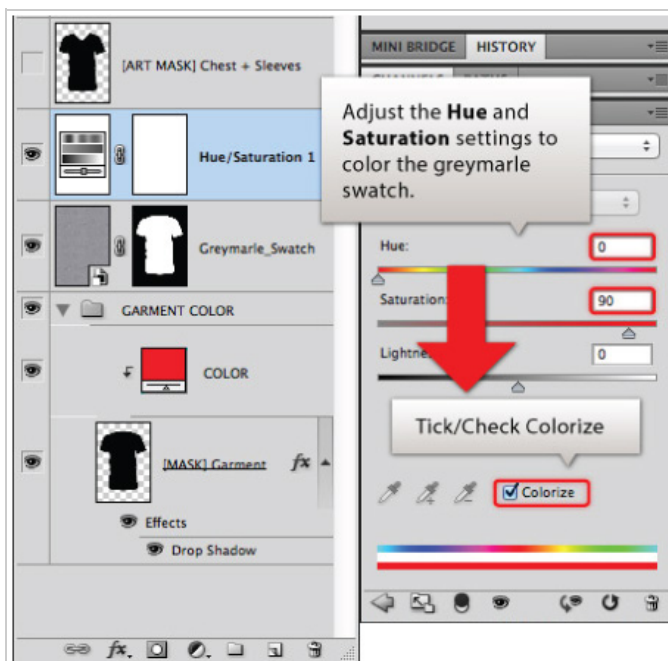 [ART MASK] Chest + Sleeves
Hue/Saturation 1
Greymarle_Swatch
GARMENT COLOR
COLOR
[MASK] Garment fx
Effects
Drop Shadow
fx.
MINI BRIDGE HISTORY
Adjust the Hue and
Saturation settings to
color the greymarle
swatch.
Hue: 0
Saturation: 90
0
Tick/Check Colorize
Colorize